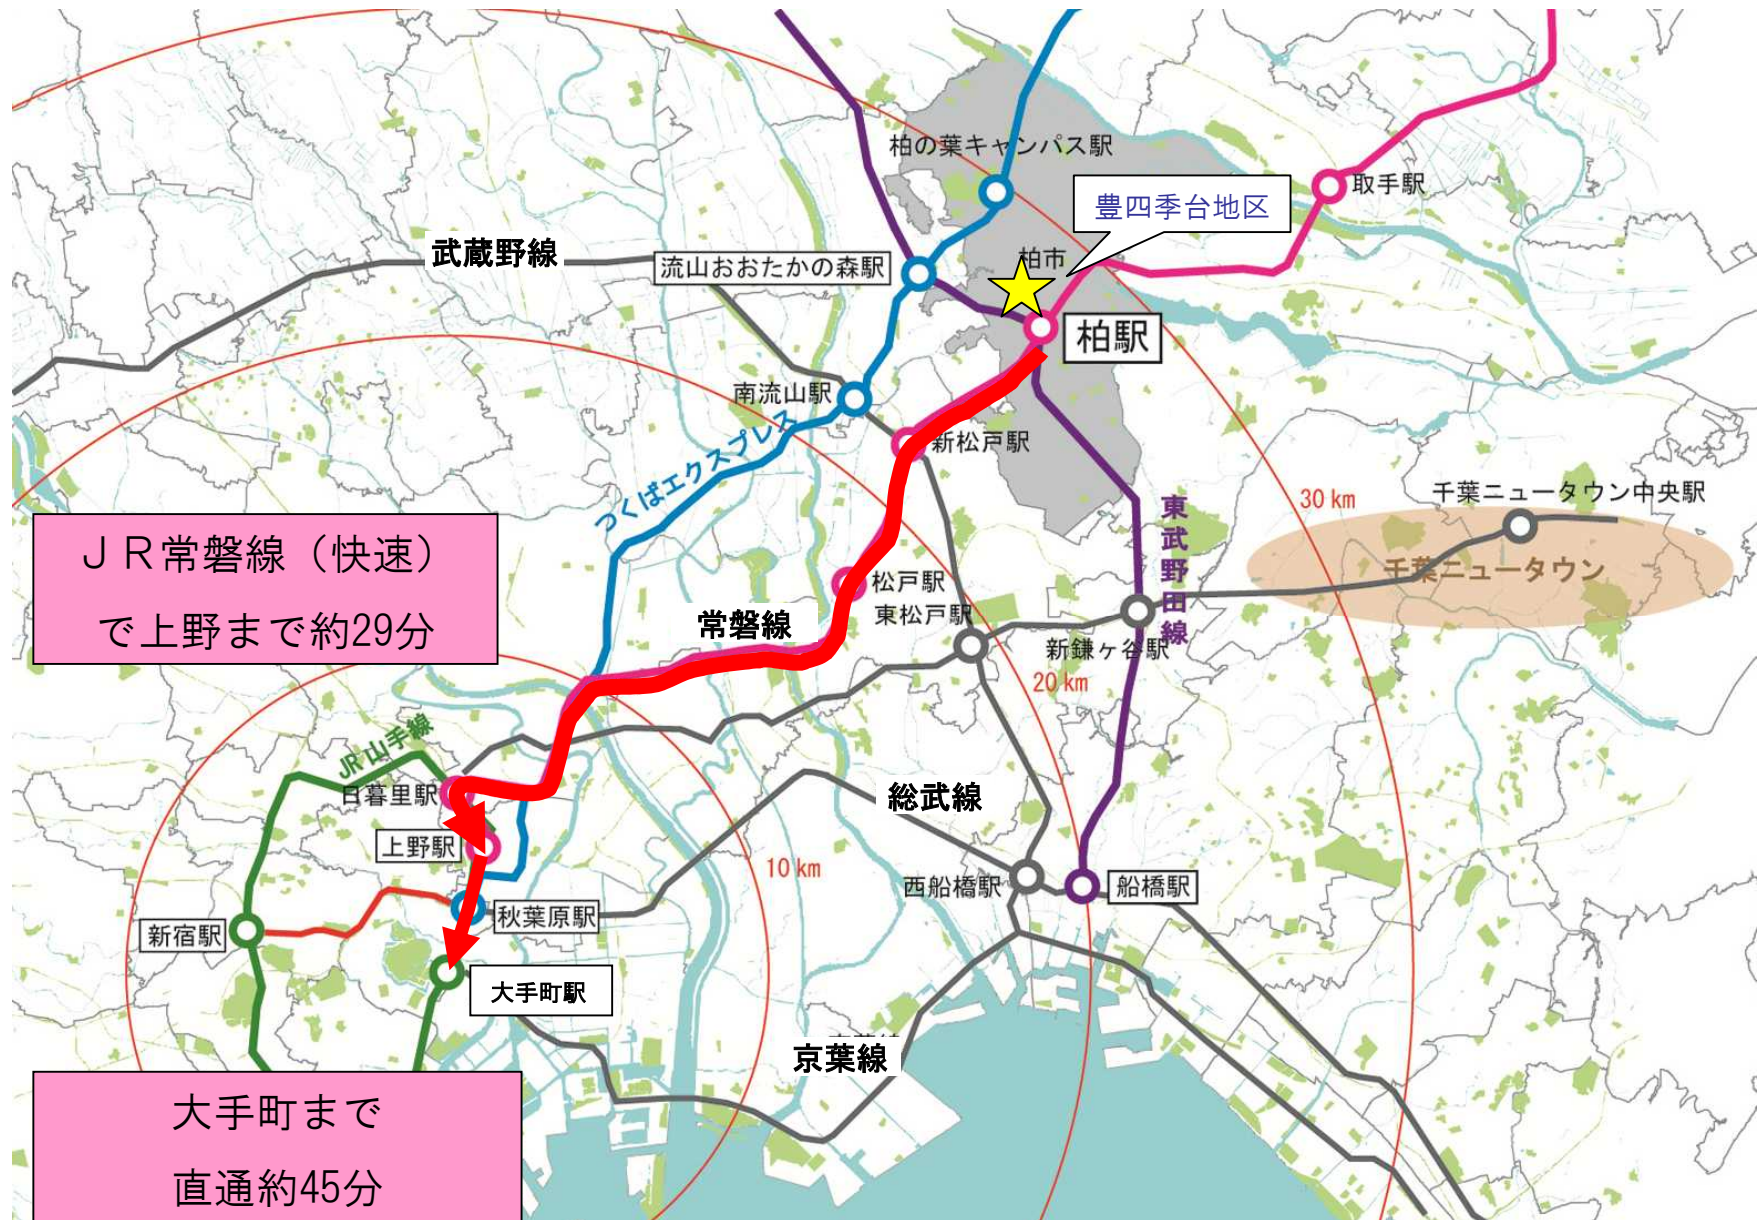 柏の葉キャンパス駅
取手駅
豊四季台地区
武蔵野線
流山おおたかの森駅
柏市
柏駅
南流山駅
つくばエクスプレス
新松戸駅
30 km
千葉ニュータウン中央駅
東武野田線
千葉ニュータウン
ＪＲ常磐線（快速）
で上野まで約29分
松戸駅
東松戸駅
常磐線
新鎌ヶ谷駅
20 km
JR山手線
日暮里駅
総武線
上野駅
10 km
西船橋駅
船橋駅
秋葉原駅
新宿駅
大手町駅
京葉線
大手町まで
直通約45分